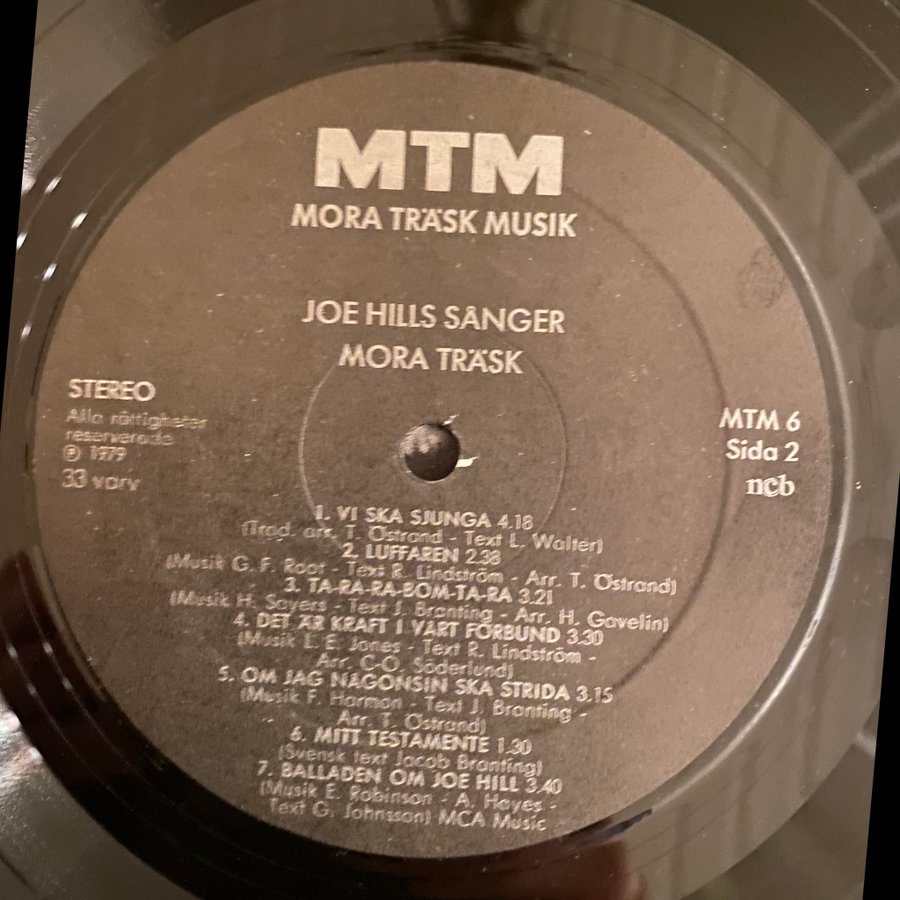 MTM
MORA TRÄSK MUSIK
JOE HILLS SÅNGER
MORA TRÄSK
STEREO
Alla rättigheter
reserverade
℗ 1979
33 varv
MTM 6
Sida 2
ncb
1. VI SKA SJUNGA 4.18
(Trad. arr. T. Östrand - Text L. Walter)
2. LUFFAREN 2.38
(Musik G. F. Root - Text R. Lindström - Arr. T. Östrand)
3. TA-RA-RA-BOM-TA-RA 3.21
(Musik H. Sayers - Text J. Branting - Arr. H. Gavelin)
4. DET ÄR KRAFT I VÅRT FÖRBUND 3.30
(Musik L. E. Jones - Text R. Lindström -
Arr. C-O. Söderlund)
5. OM JAG NÅGONSIN SKA STRIDA 3.15
(Musik F. Harmon - Text J. Branting -
Arr. T. Östrand)
6. MITT TESTAMENTE 1.30
(Svensk text Jacob Branting)
7. BALLADEN OM JOE HILL 3.40
(Musik E. Robinson - A. Hayes -
Text G. Johnsson) MCA Music